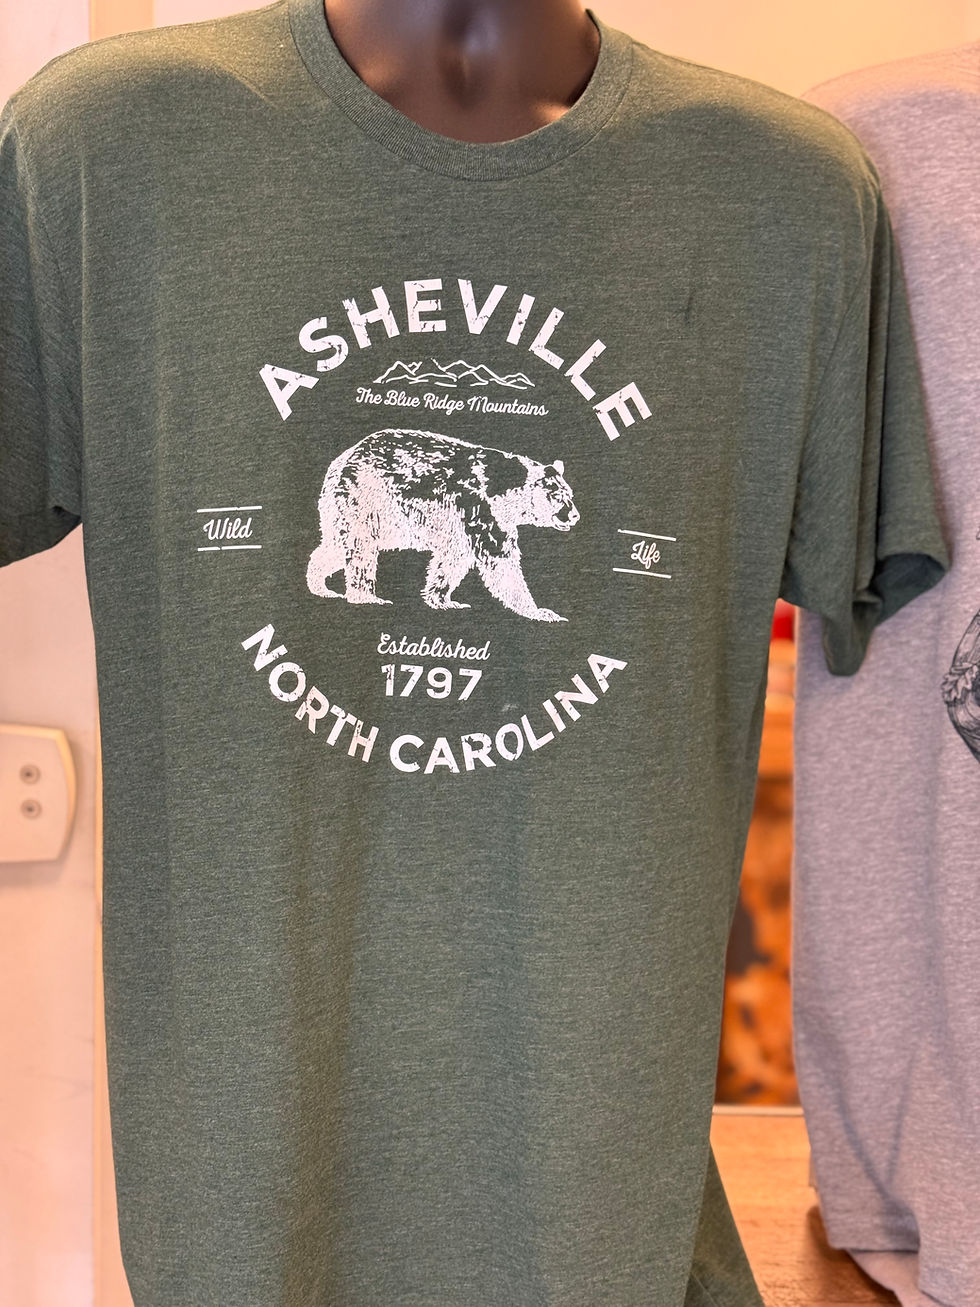 ASHEVILLE
The Blue Ridge Mountains
Wild
Life
Established
1797
NORTH CAROLINA